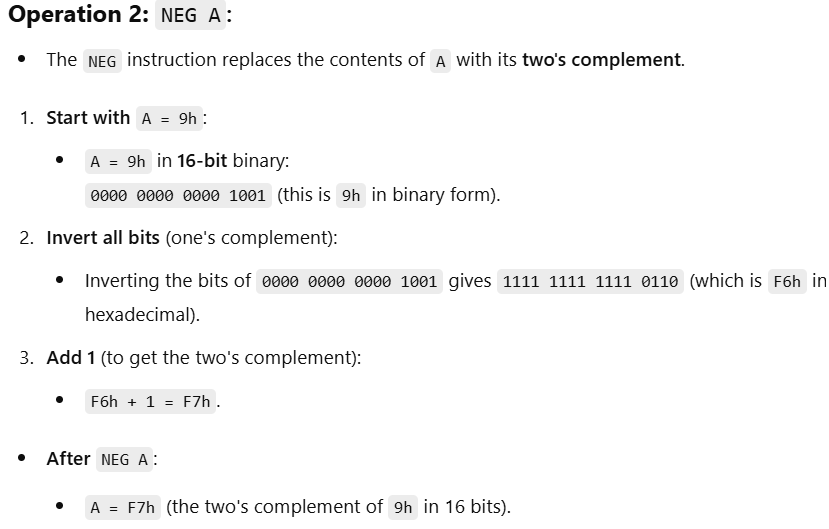 Operation 2: NEG A:
• The NEG instruction replaces the contents of A with its two's complement.
1. Start with A = 9h:
• A = 9h in 16-bit binary:
0000 0000 0000 1001 (this is 9h in binary form).
2. Invert all bits (one's complement):
• Inverting the bits of 0000 0000 0000 1001 gives 1111 1111 1111 0110 (which is F6h in
hexadecimal).
3. Add 1 (to get the two's complement):
• F6h + 1 = F7h.
• After NEG A:
• A = F7h (the two's complement of 9h in 16 bits).